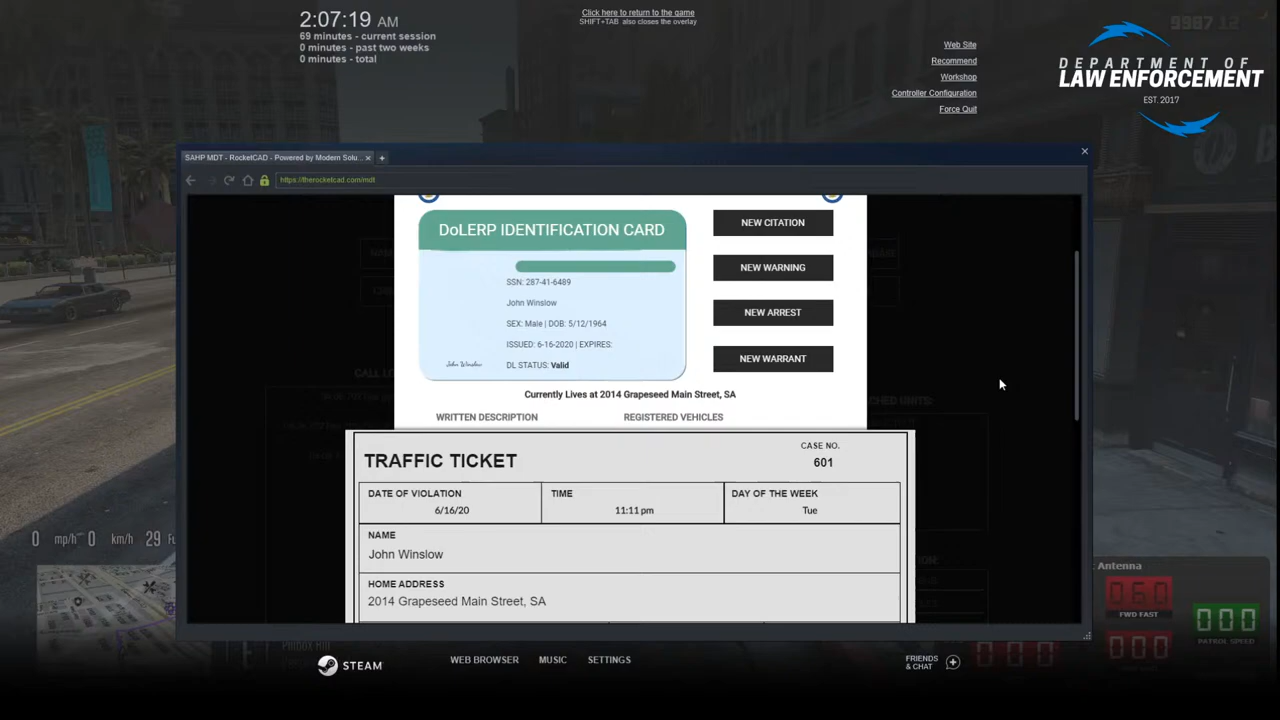 2:07:19 AM
69 minutes - current session
0 minutes - past two weeks
0 minutes - total
Click here to return to the game
SHIFT+TAB also closes the overlay
Web Site
Recommend
Workshop
Controller Configuration
Force Quit
DEPARTMENT OF
LAW ENFORCEMENT
EST. 2017
SAHP MDT - RocketCAD - Powered by Modern Solu...
https://therocketcad.com/mdt
DoLERP IDENTIFICATION CARD
SSN: 287-41-6489
John Winslow
SEX: Male | DOB: 5/12/1964
ISSUED: 6-16-2020 | EXPIRES:
John Winslow
DL STATUS: Valid
NEW CITATION
NEW WARNING
NEW ARREST
NEW WARRANT
Currently Lives at 2014 Grapeseed Main Street, SA
WRITTEN DESCRIPTION
REGISTERED VEHICLES
TRAFFIC TICKET
CASE NO.
601
DATE OF VIOLATION
6/16/20
TIME
11:11 pm
DAY OF THE WEEK
Tue
NAME
John Winslow
HOME ADDRESS
2014 Grapeseed Main Street, SA
0 mph/h 0 km/h 29
Antenna
060
FWD FAST
000
000
PATROL SPEED
000
STEAM
WEB BROWSER
MUSIC
SETTINGS
FRIENDS
& CHAT